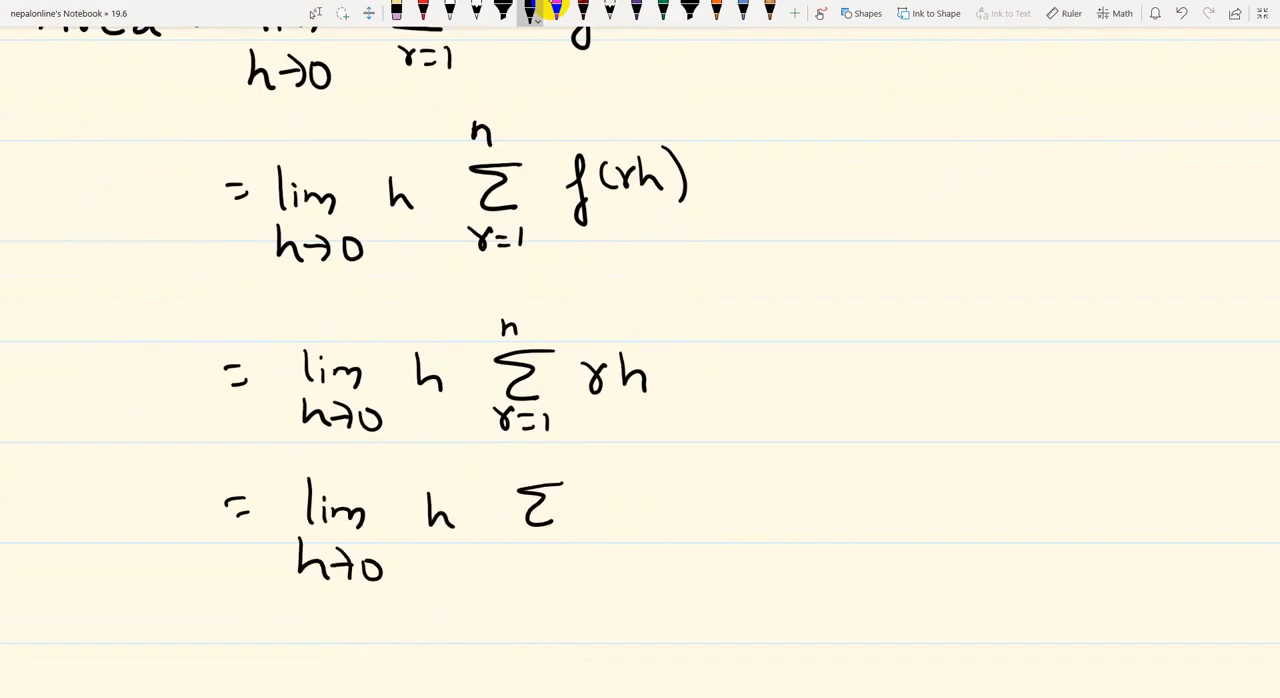 nepalonline's Notebook » 19.6
Shapes Ink to Shape Ink to Text Ruler Math
h→0 r=1
n
= lim h Σ f(rh)
h→0 r=1
n
= lim h Σ rh
h→0 r=1
= lim h Σ
h→0